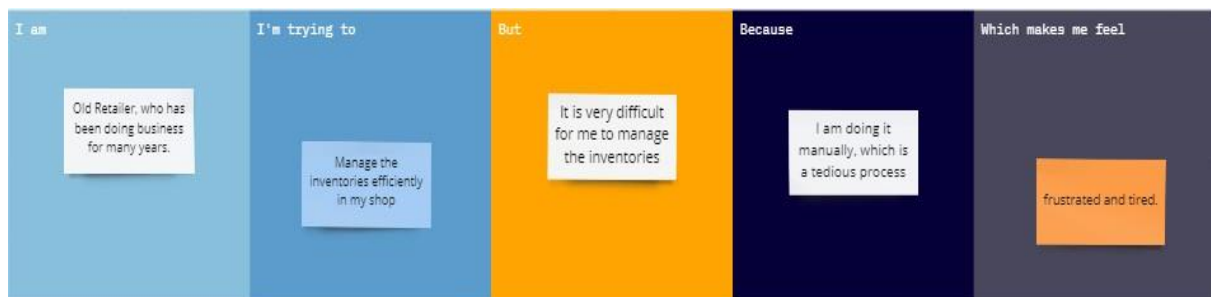 I am
Old Retailer, who has
been doing business
for many years.
I'm trying to
Manage the
inventories efficiently
in my shop
But
It is very difficult
for me to manage
the inventories
Because
I am doing it
manually, which is
a tedious process
Which makes me feel
frustrated and tired.